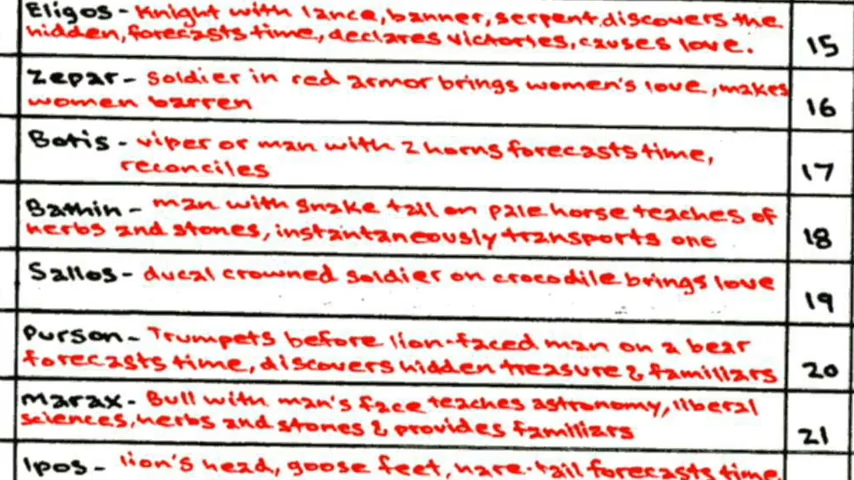 Eligos - Knight with lance, banner, serpent discovers the
hidden, forecasts time, declares victories, causes love.
15
Zepar - soldier in red armor brings women's love, makes
women barren
16
Botis - viper or man with 2 horns forecasts time,
reconciles
17
Bathin - man with snake tail on pale horse teaches of
herbs and stones, instantaneously transports one
18
Sallos - ducal crowned soldier on crocodile brings love
19
Purson - Trumpets before lion-faced man on a bear
forecasts time, discovers hidden treasure & familiars
20
Marax - Bull with man's face teaches astronomy, liberal
sciences, herbs and stones & provides familiars
21
Ipos - lion's head, goose feet, hare-tail forecasts time